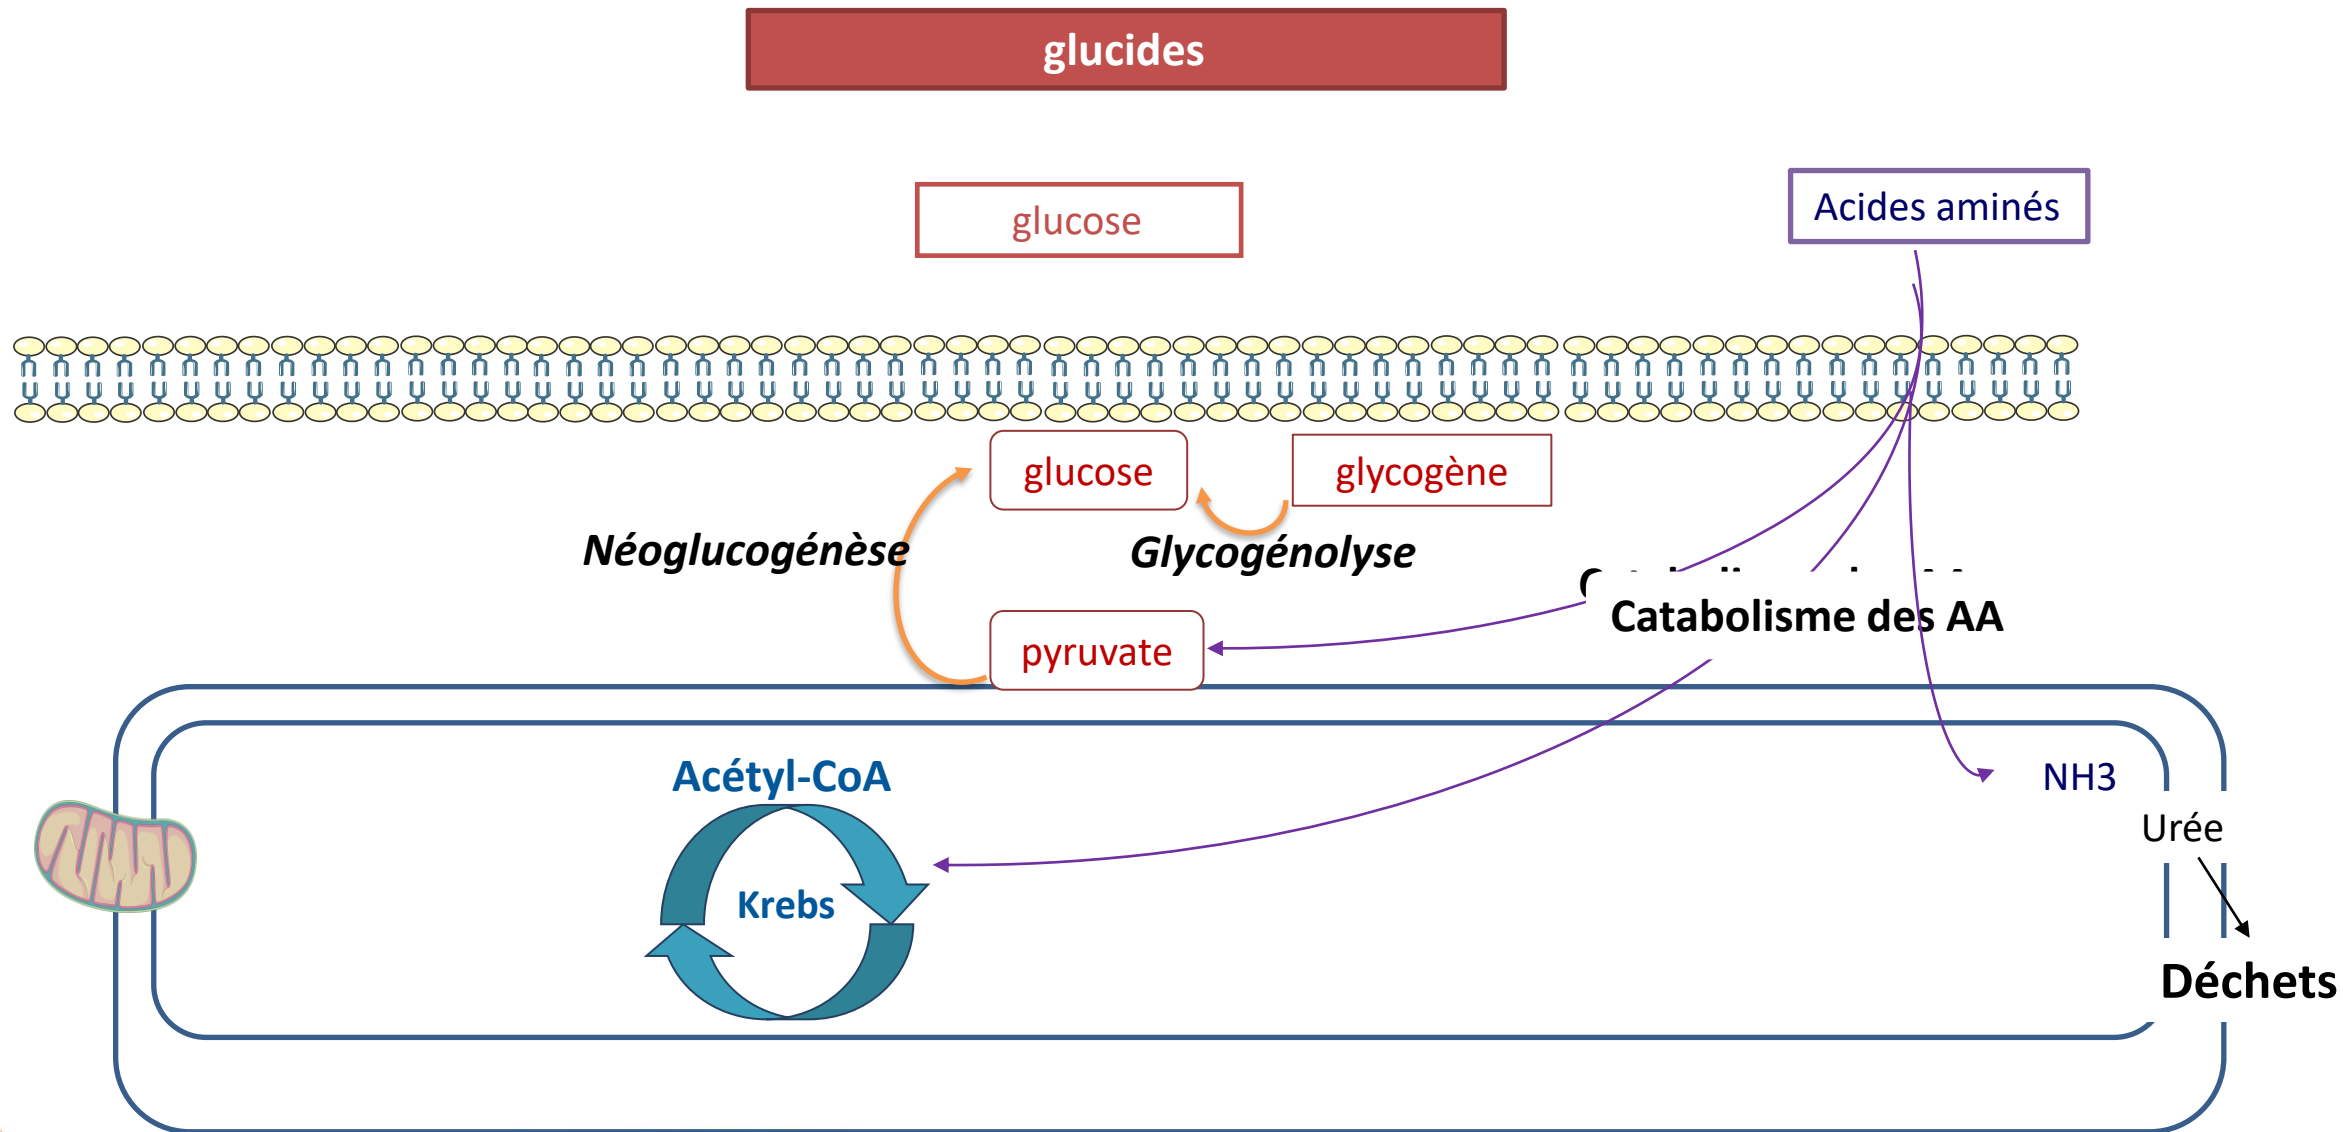 glucides
glucose
Acides aminés
glucose
glycogène
Néoglucogénèse
Glycogénolyse
Catabolisme des AA
pyruvate
Acétyl-CoA
NH3
Urée
Krebs
Déchets